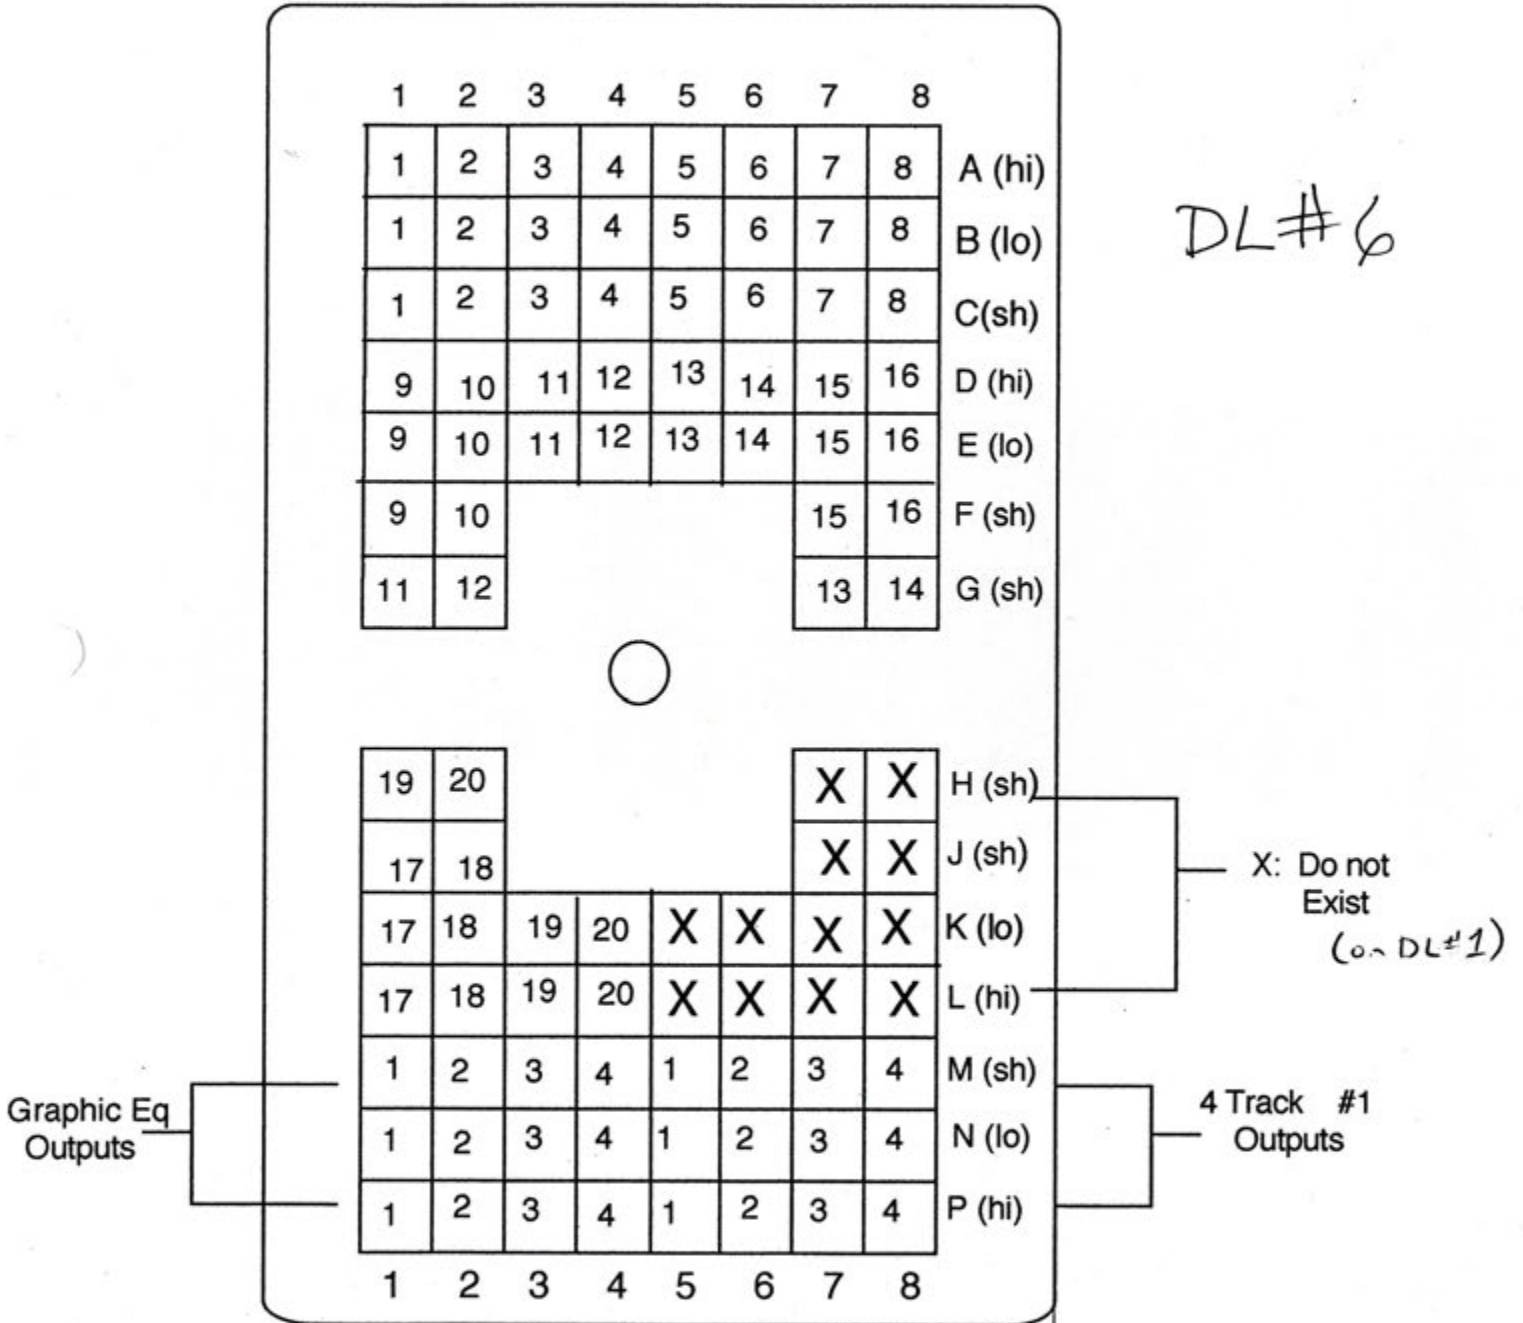 1 2 3 4 5 6 7 8
1 2 3 4 5 6 7 8 A (hi)
DL#6
1 2 3 4 5 6 7 8 B (lo)
1 2 3 4 5 6 7 8 C(sh)
9 10 11 12 13 14 15 16 D (hi)
9 10 11 12 13 14 15 16 E (lo)
9 10 15 16 F (sh)
11 12 13 14 G (sh)
19 20 X X H (sh)
17 18 X X J (sh)
X: Do not
Exist
(on DL#1)
17 18 19 20 X X X X K (lo)
17 18 19 20 X X X X L (hi)
1 2 3 4 1 2 3 4 M (sh)
Graphic Eq
Outputs
4 Track #1
Outputs
1 2 3 4 1 2 3 4 N (lo)
1 2 3 4 1 2 3 4 P (hi)
1 2 3 4 5 6 7 8